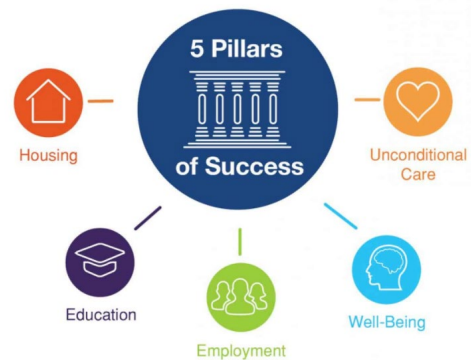 5 Pillars
of Success
Housing
Education
Employment
Well-Being
Unconditional
Care